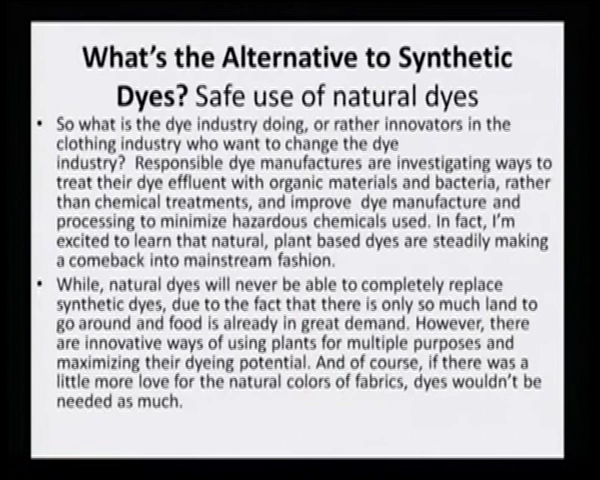 What's the Alternative to Synthetic
Dyes? Safe use of natural dyes
• So what is the dye industry doing, or rather innovators in the
clothing industry who want to change the dye
industry? Responsible dye manufactures are investigating ways to
treat their dye effluent with organic materials and bacteria, rather
than chemical treatments, and improve dye manufacture and
processing to minimize hazardous chemicals used. In fact, I'm
excited to learn that natural, plant based dyes are steadily making
a comeback into mainstream fashion.
• While, natural dyes will never be able to completely replace
synthetic dyes, due to the fact that there is only so much land to
go around and food is already in great demand. However, there
are innovative ways of using plants for multiple purposes and
maximizing their dyeing potential. And of course, if there was a
little more love for the natural colors of fabrics, dyes wouldn't be
needed as much.